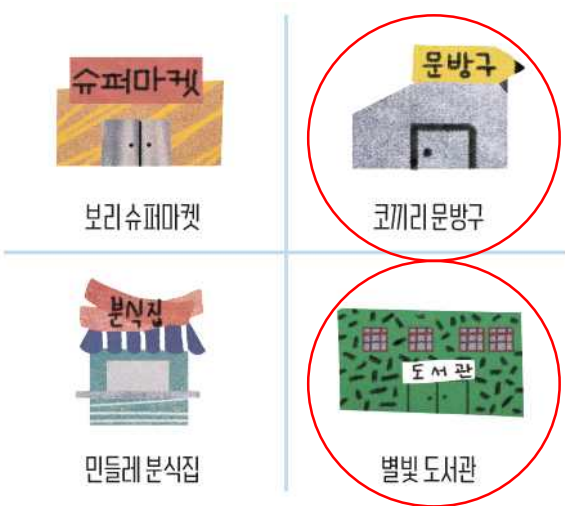 슈퍼마켓
문방구
보리 슈퍼마켓
코끼리 문방구
분식집
도서관
민들레 분식집
별빛 도서관